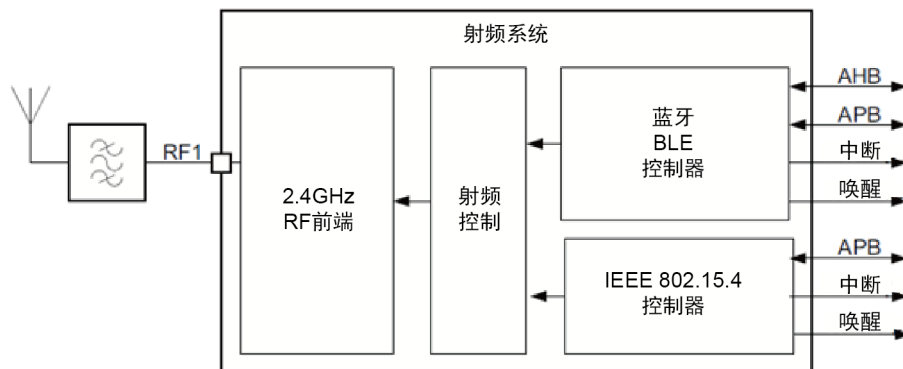 射频系统
RF1
2.4GHz
RF前端
射频
控制
蓝牙
BLE
控制器
AHB
APB
中断
唤醒
IEEE 802.15.4
控制器
APB
中断
唤醒